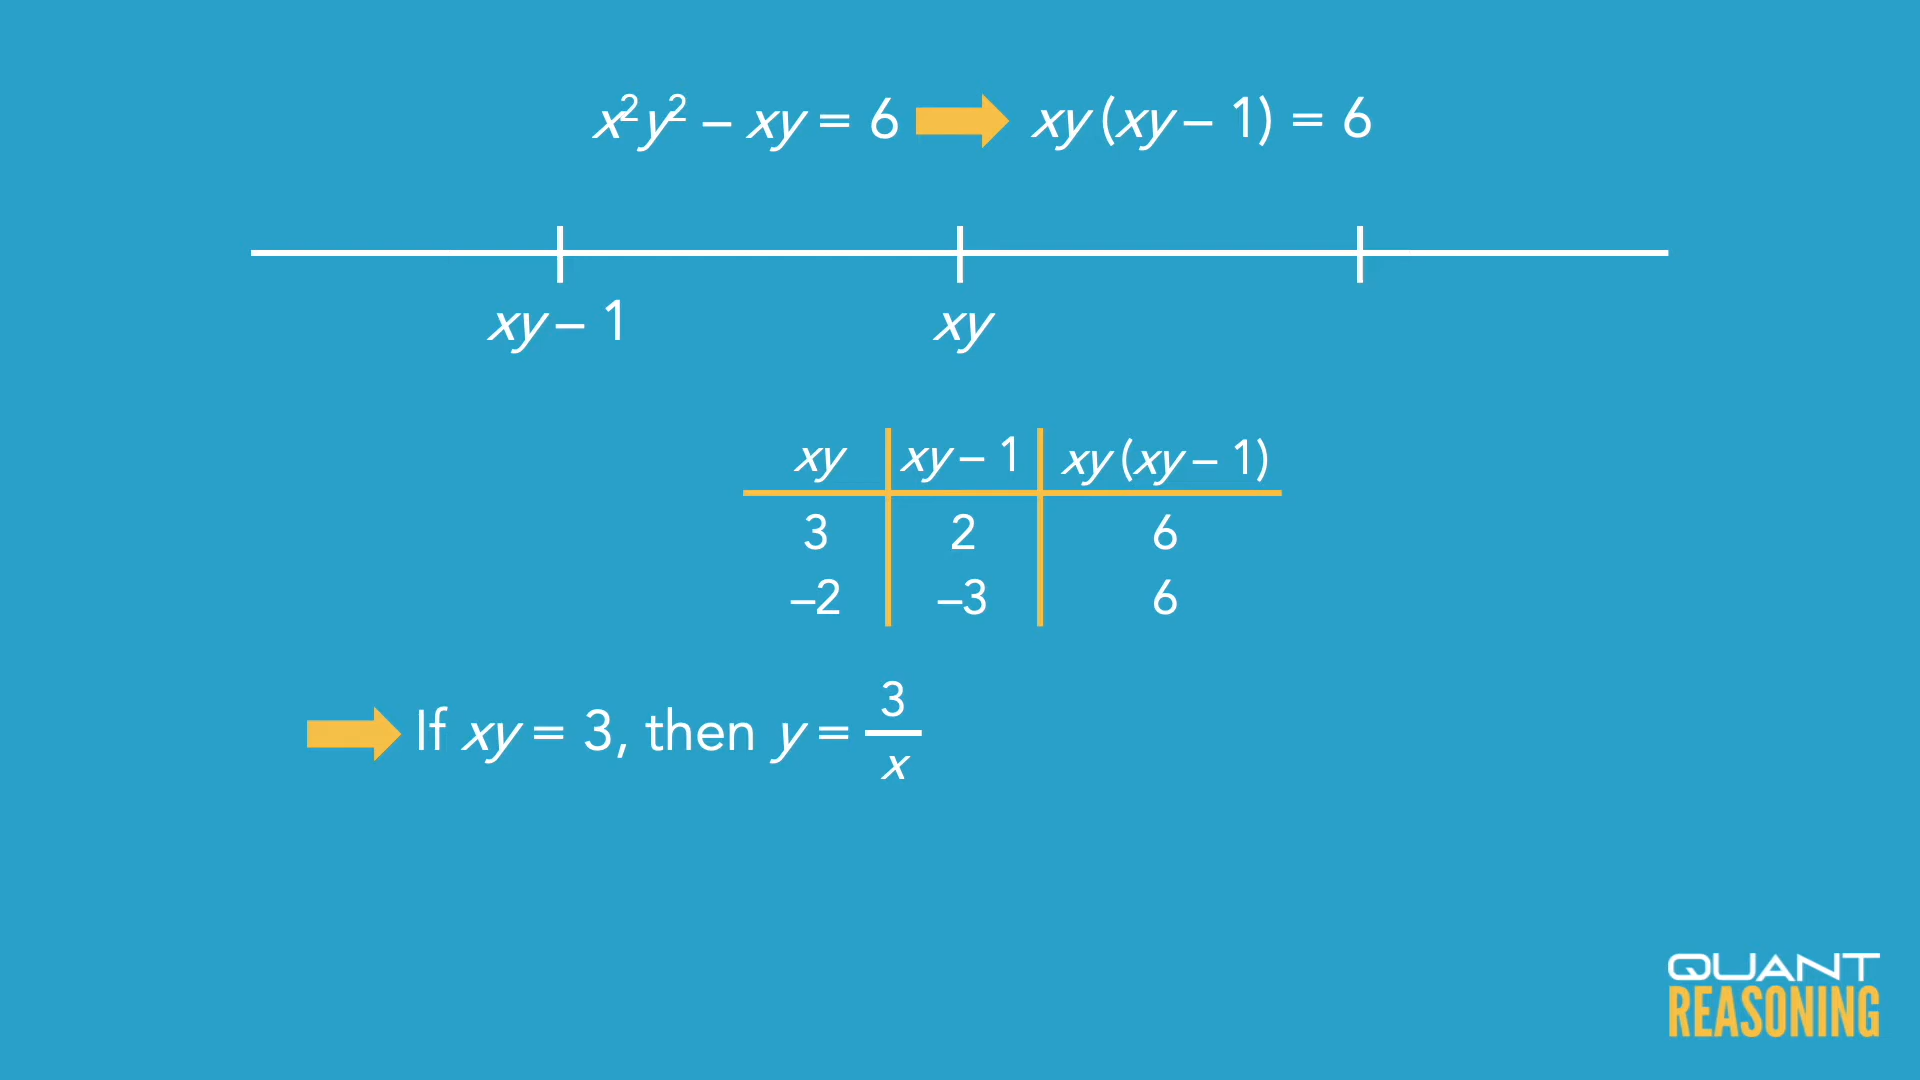 x²y² – xy = 6 xy (xy – 1) = 6
xy – 1 xy
xy xy – 1 xy (xy – 1)
3 2 6
–2 –3 6
If xy = 3, then y = 3/x
QUANT
REASONING